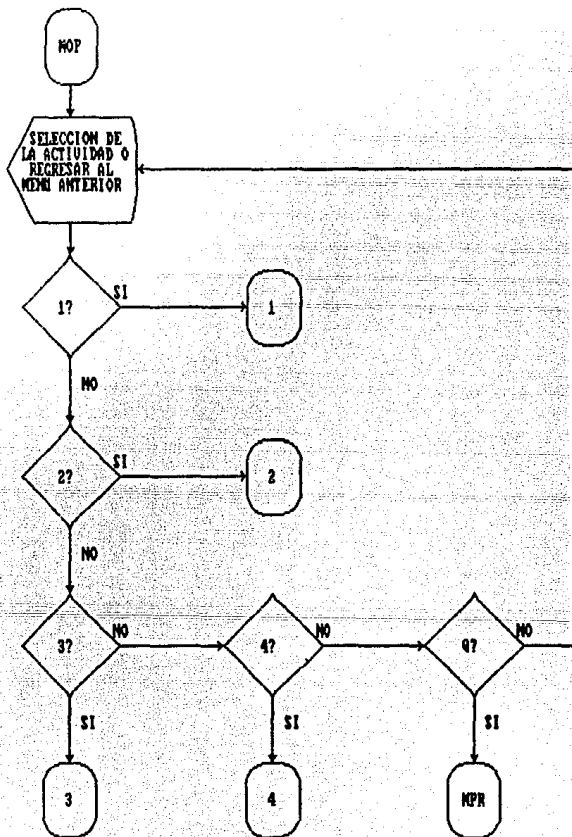 MOP
SELECCION DE
LA ACTIVIDAD O
REGRESAR AL
MENU ANTERIOR
1?
SI
1
NO
2?
SI
2
NO
3?
NO
4?
NO
Q?
NO
SI
SI
SI
3
4
MPR